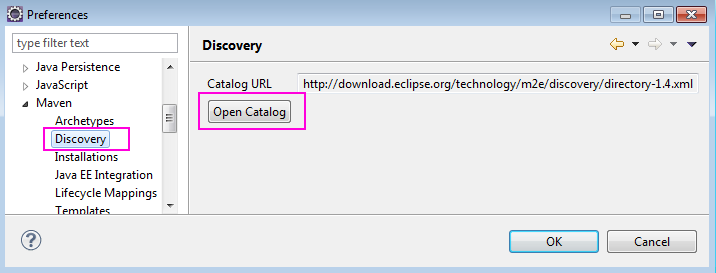 Preferences
type filter text
Java Persistence
JavaScript
Maven
Archetypes
Discovery
Installations
Java EE Integration
Lifecycle Mappings
Templates
Discovery
Catalog URL
http://download.eclipse.org/technology/m2e/discovery/directory-1.4.xml
Open Catalog
?
OK
Cancel